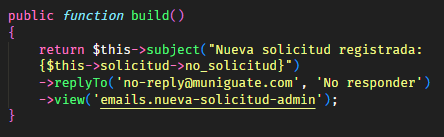 public function build()
{
return $this->subject("Nueva solicitud registrada:
{$this->solicitud->no_solicitud}")
->replyTo('no-reply@muniguate.com', 'No responder')
->view('emails.nueva-solicitud-admin');
}